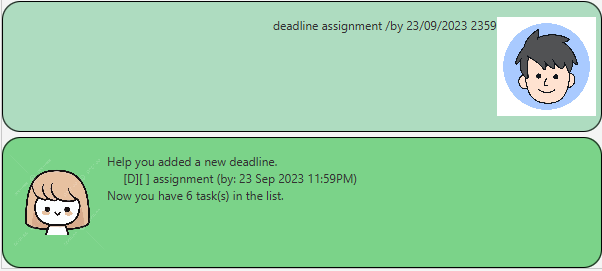 deadline assignment /by 23/09/2023 2359
Help you added a new deadline.
[D][ ] assignment (by: 23 Sep 2023 11:59PM)
Now you have 6 task(s) in the list.